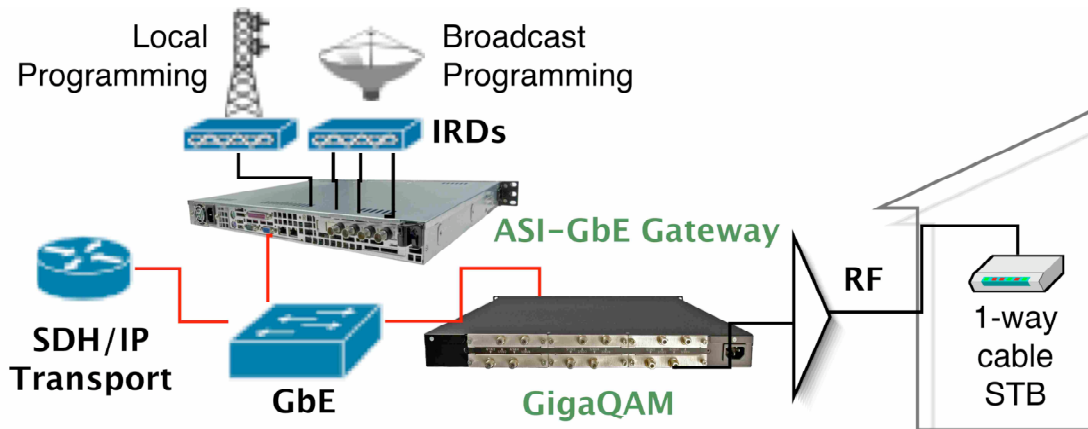 Local
Programming
Broadcast
Programming
IRDs
ASI-GbE Gateway
SDH/IP
Transport
GbE
GigaQAM
RF
1-way
cable
STB